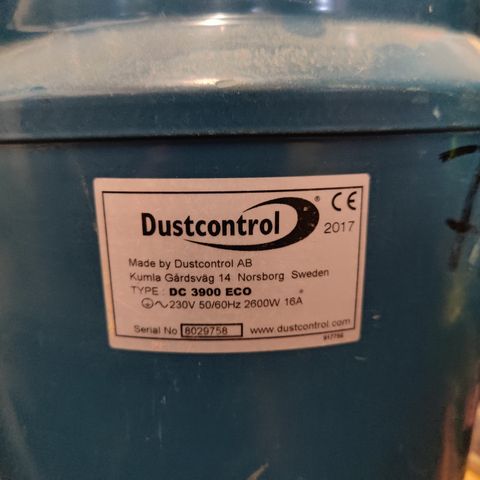 Dustcontrol ® CE
2017
Made by Dustcontrol AB
Kumla Gårdsväg 14 Norsborg Sweden
TYPE : DC 3900 ECO
230V 50/60Hz 2600W 16A
Serial No 8029758 www.dustcontrol.com